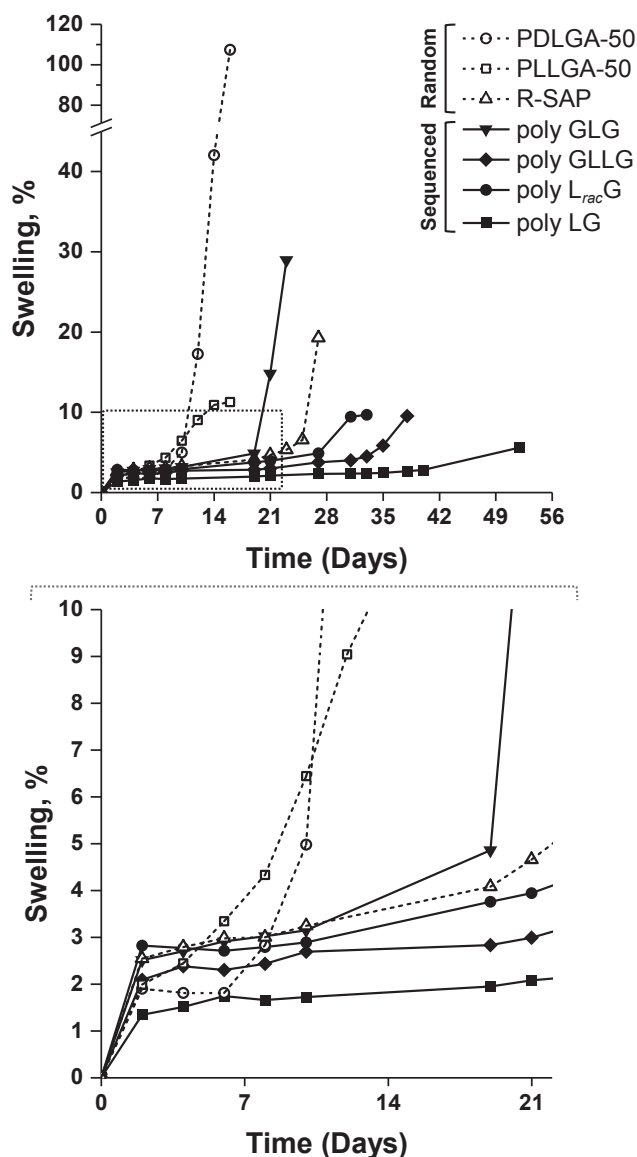 120
100
80
40
30
20
10
0
Swelling, %
0 7 14 21 28 35 42 49 56
Time (Days)
Random
PDLGA-50
PLLGA-50
R-SAP
Sequenced
poly GLG
poly GLLG
poly LracG
poly LG
10
9
8
7
6
5
4
3
2
1
0
Swelling, %
0 7 14 21
Time (Days)